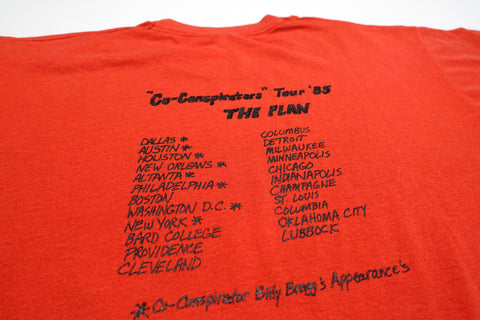 "Co-Conspirators" Tour '85
THE PLAN
DALLAS *
AUSTIN *
HOUSTON *
NEW ORLEANS *
ALTANTA *
PHILADELPHIA *
BOSTON
WASHINGTON D.C. *
NEW YORK *
BARD COLLEGE
PROVIDENCE
CLEVELAND
COLUMBUS
DETROIT
MILWAUKEE
MINNEAPOLIS
CHICAGO
INDIANAPOLIS
CHAMPAGNE
ST. LOUIS
COLUMBIA
OKLAHOMA CITY
LUBBOCK
* Co-Conspirator Billy Bragg's Appearance's